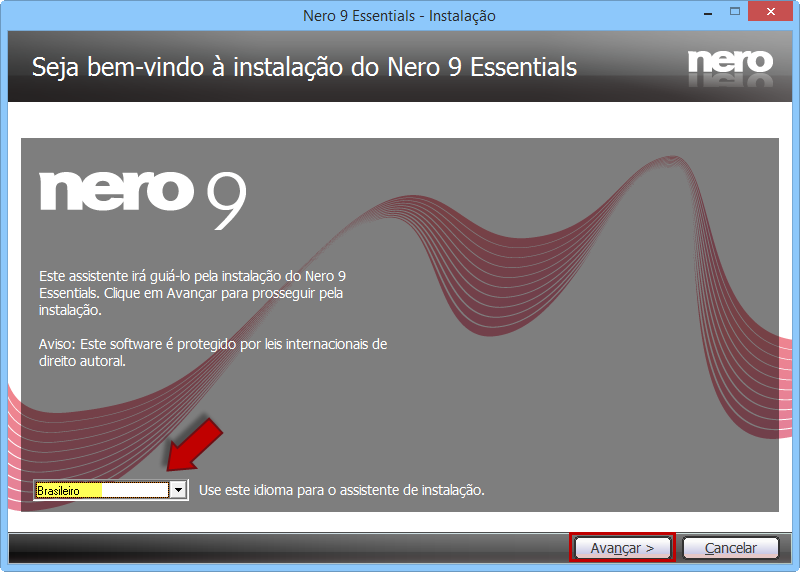 Nero 9 Essentials - Instalação
Seja bem-vindo à instalação do Nero 9 Essentials
nero
nero 9
Este assistente irá guiá-lo pela instalação do Nero 9
Essentials. Clique em Avançar para prosseguir pela
instalação.
Aviso: Este software é protegido por leis internacionais de
direito autoral.
Brasileiro
Use este idioma para o assistente de instalação.
Avançar >
Cancelar